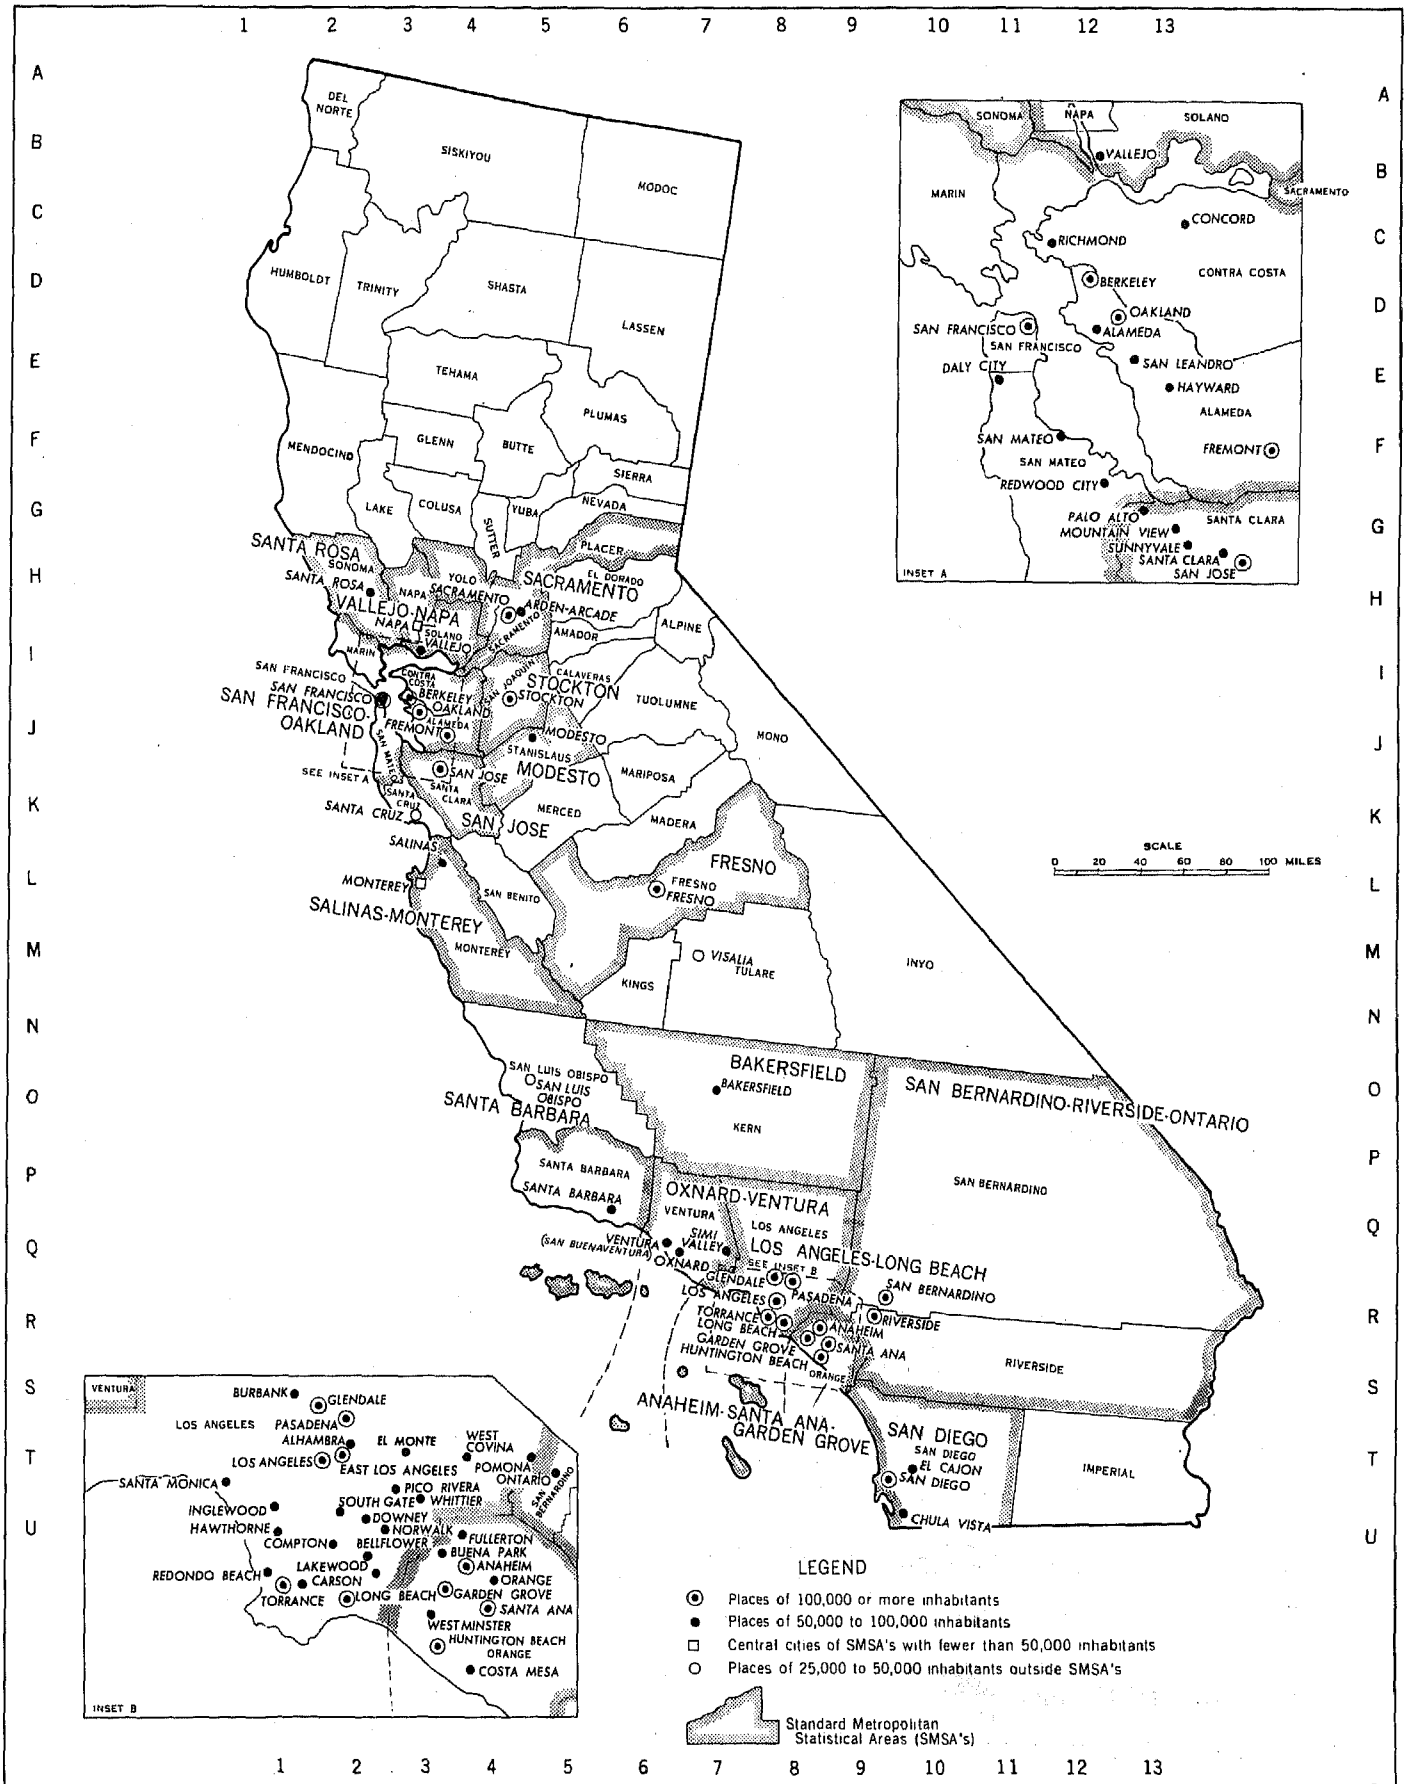 1 2 3 4 5 6 7 8 9 10 11 12 13
A
B
C
D
E
F
G
H
I
J
K
L
M
N
O
P
Q
R
S
T
U
A
B
C
D
E
F
G
H
I
J
K
L
M
N
O
P
Q
R
S
T
U
DEL
NORTE
SISKIYOU
MODOC
HUMBOLDT
TRINITY
SHASTA
LASSEN
TEHAMA
PLUMAS
MENDOCINO
GLENN
BUTTE
SIERRA
LAKE
COLUSA
SUTTER
YUBA
NEVADA
PLACER
SANTA ROSA
SONOMA
SANTA ROSA
NAPA
YOLO
SACRAMENTO
SACRAMENTO
EL DORADO
ARDEN-ARCADE
SACRAMENTO
VALLEJO-NAPA
NAPA
SOLANO
VALLEJO
AMADOR
ALPINE
MARIN
CONTRA
COSTA
SAN JOAQUIN
CALAVERAS
STOCKTON
STOCKTON
TUOLUMNE
SAN FRANCISCO
SAN FRANCISCO
SAN FRANCISCO-
OAKLAND
BERKELEY
OAKLAND
ALAMEDA
FREMONT
SAN MATEO
MODESTO
STANISLAUS
MODESTO
MONO
MARIPOSA
SEE INSET A
SAN JOSE
SANTA
CLARA
SANTA
CRUZ
SANTA CRUZ
SAN JOSE
MERCED
MADERA
SALINAS
MONTEREY
SALINAS-MONTEREY
SAN BENITO
MONTEREY
FRESNO
FRESNO
FRESNO
VISALIA
TULARE
KINGS
INYO
SAN LUIS OBISPO
SAN LUIS
OBISPO
SANTA BARBARA
BAKERSFIELD
BAKERSFIELD
KERN
SAN BERNARDINO-RIVERSIDE-ONTARIO
SAN BERNARDINO
SANTA BARBARA
SANTA BARBARA
OXNARD-VENTURA
VENTURA
SIMI
VALLEY
VENTURA
(SAN BUENAVENTURA)
OXNARD
LOS ANGELES
LOS ANGELES-LONG BEACH
SEE INSET B
GLENDALE
PASADENA
LOS ANGELES
TORRANCE
LONG BEACH
GARDEN GROVE
HUNTINGTON BEACH
SAN BERNARDINO
RIVERSIDE
ANAHEIM
SANTA ANA
ORANGE
RIVERSIDE
ANAHEIM-SANTA ANA-
GARDEN GROVE
SAN DIEGO
SAN DIEGO
EL CAJON
SAN DIEGO
CHULA VISTA
IMPERIAL
SCALE
0 20 40 60 80 100 MILES
SONOMA
NAPA
SOLANO
VALLEJO
MARIN
SACRAMENTO
CONCORD
RICHMOND
CONTRA COSTA
BERKELEY
OAKLAND
ALAMEDA
SAN FRANCISCO
SAN FRANCISCO
DALY CITY
SAN LEANDRO
HAYWARD
ALAMEDA
SAN MATEO
FREMONT
SAN MATEO
REDWOOD CITY
PALO ALTO
SANTA CLARA
MOUNTAIN VIEW
SUNNYVALE
SANTA CLARA
SAN JOSE
INSET A
VENTURA
BURBANK
GLENDALE
LOS ANGELES
PASADENA
ALHAMBRA
EL MONTE
WEST
COVINA
LOS ANGELES
EAST LOS ANGELES
POMONA
ONTARIO
SAN
BERNARDINO
SANTA MONICA
PICO RIVERA
INGLEWOOD
SOUTH GATE
WHITTIER
HAWTHORNE
DOWNEY
NORWALK
FULLERTON
COMPTON
BELLFLOWER
BUENA PARK
REDONDO BEACH
LAKEWOOD
ANAHEIM
CARSON
ORANGE
TORRANCE
LONG BEACH
GARDEN GROVE
SANTA ANA
WESTMINSTER
HUNTINGTON BEACH
ORANGE
COSTA MESA
INSET B
LEGEND
Places of 100,000 or more inhabitants
Places of 50,000 to 100,000 inhabitants
Central cities of SMSA's with fewer than 50,000 inhabitants
Places of 25,000 to 50,000 inhabitants outside SMSA's
Standard Metropolitan
Statistical Areas (SMSA's)
1 2 3 4 5 6 7 8 9 10 11 12 13